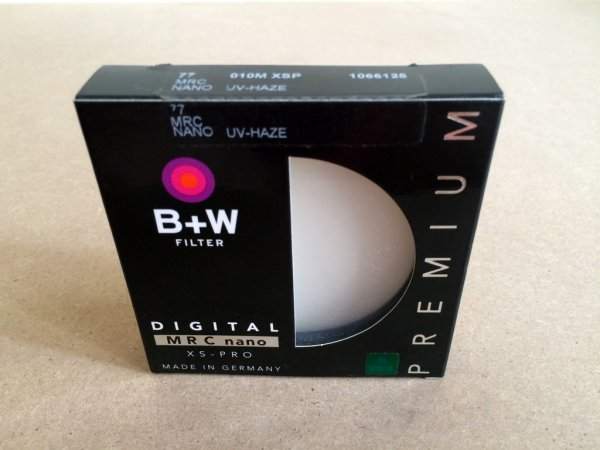 77 010M XSP 1066125
MRC
NANO UV-HAZE
77
MRC
NANO UV-HAZE
B+W
FILTER
DIGITAL
MRC nano
XS-PRO
MADE IN GERMANY
PREMIUM